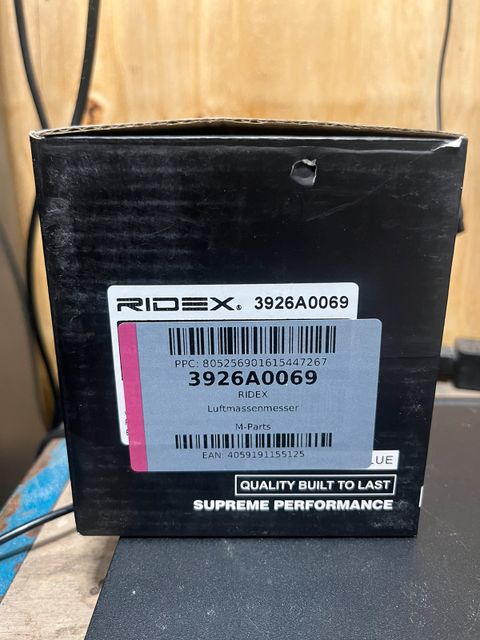 RIDEX® 3926A0069
PPC: 805256901615447267
3926A0069
RIDEX
Luftmassenmesser
M-Parts
EAN: 4059191155125
QUALITY BUILT TO LAST
SUPREME PERFORMANCE